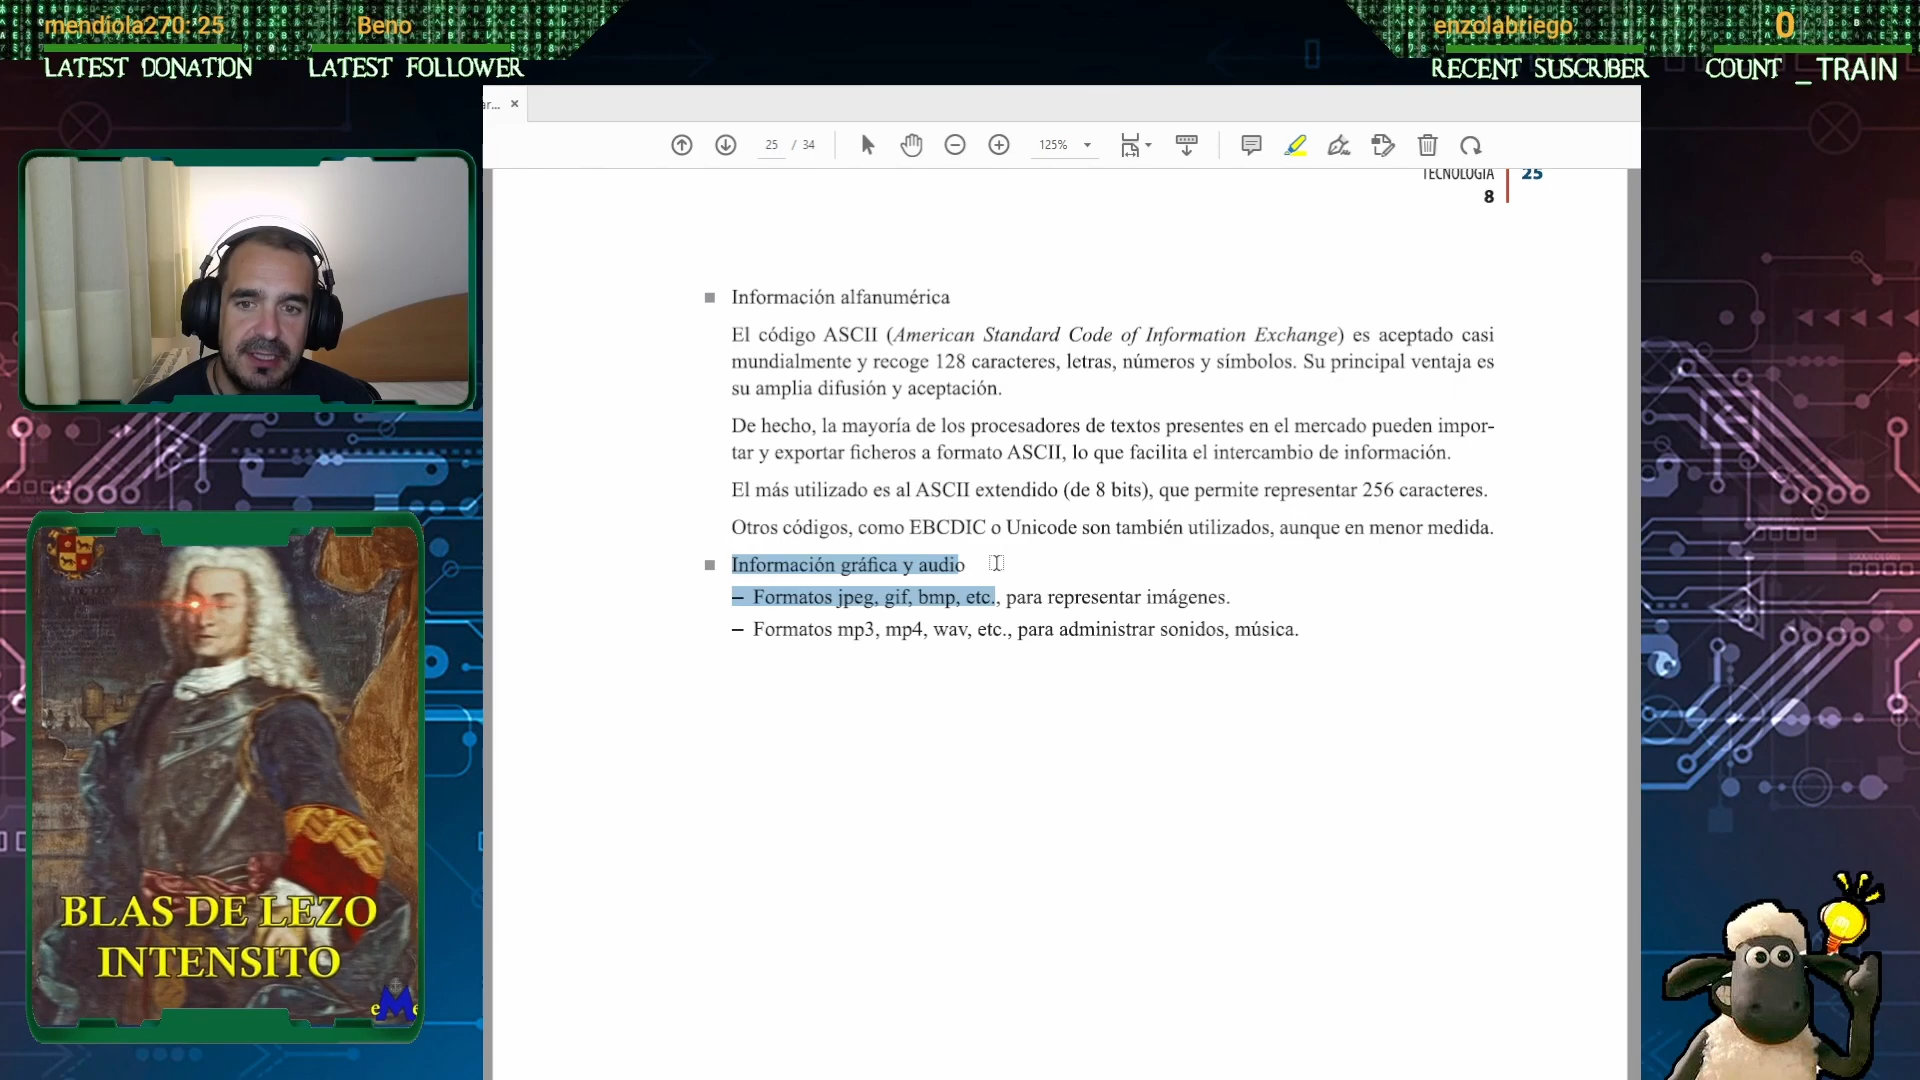 mendiola270: 25
Beno
LATEST DONATION
LATEST FOLLOWER
enzolabriego
0
RECENT SUSCRIBER
COUNT _TRAIN
ar... ×
25 / 34
125%
TECNOLOGÍA
25
8
Información alfanumérica
El código ASCII (American Standard Code of Information Exchange) es aceptado casi
mundialmente y recoge 128 caracteres, letras, números y símbolos. Su principal ventaja es
su amplia difusión y aceptación.
De hecho, la mayoría de los procesadores de textos presentes en el mercado pueden impor-
tar y exportar ficheros a formato ASCII, lo que facilita el intercambio de información.
El más utilizado es al ASCII extendido (de 8 bits), que permite representar 256 caracteres.
Otros códigos, como EBCDIC o Unicode son también utilizados, aunque en menor medida.
Información gráfica y audio
– Formatos jpeg, gif, bmp, etc., para representar imágenes.
– Formatos mp3, mp4, wav, etc., para administrar sonidos, música.
BLAS DE LEZO
INTENSITO
eMe